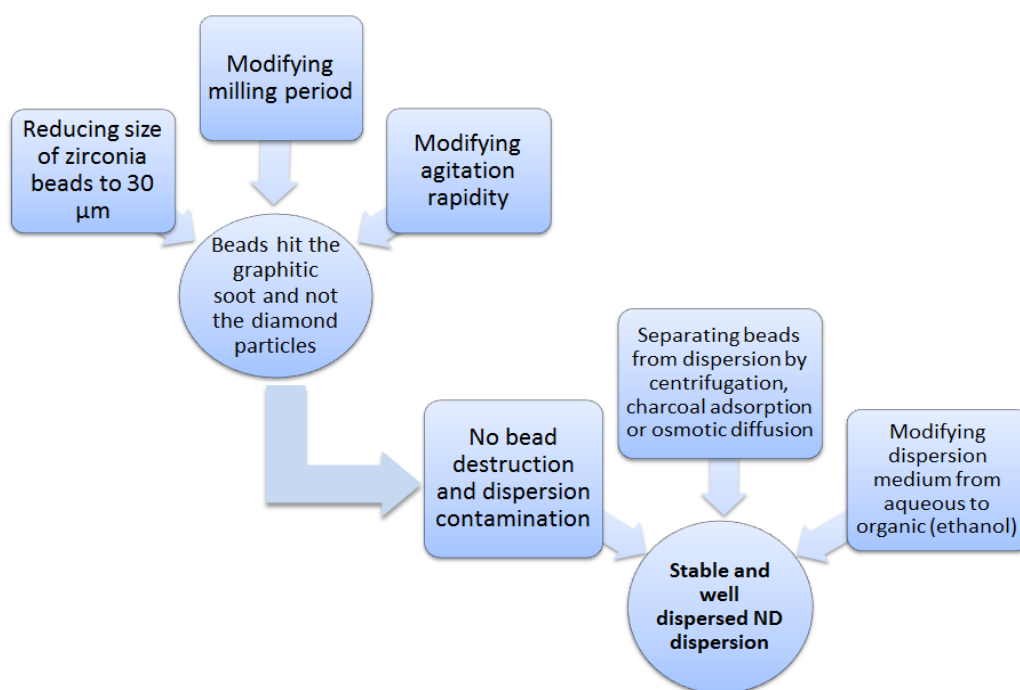 Modifying
milling period
Reducing size
of zirconia
beads to 30
µm
Modifying
agitation
rapidity
Beads hit the
graphitic
soot and not
the diamond
particles
Separating beads
from dispersion by
centrifugation,
charcoal adsorption
or osmotic diffusion
No bead
destruction
and dispersion
contamination
Modifying
dispersion
medium from
aqueous to
organic (ethanol)
Stable and
well
dispersed ND
dispersion